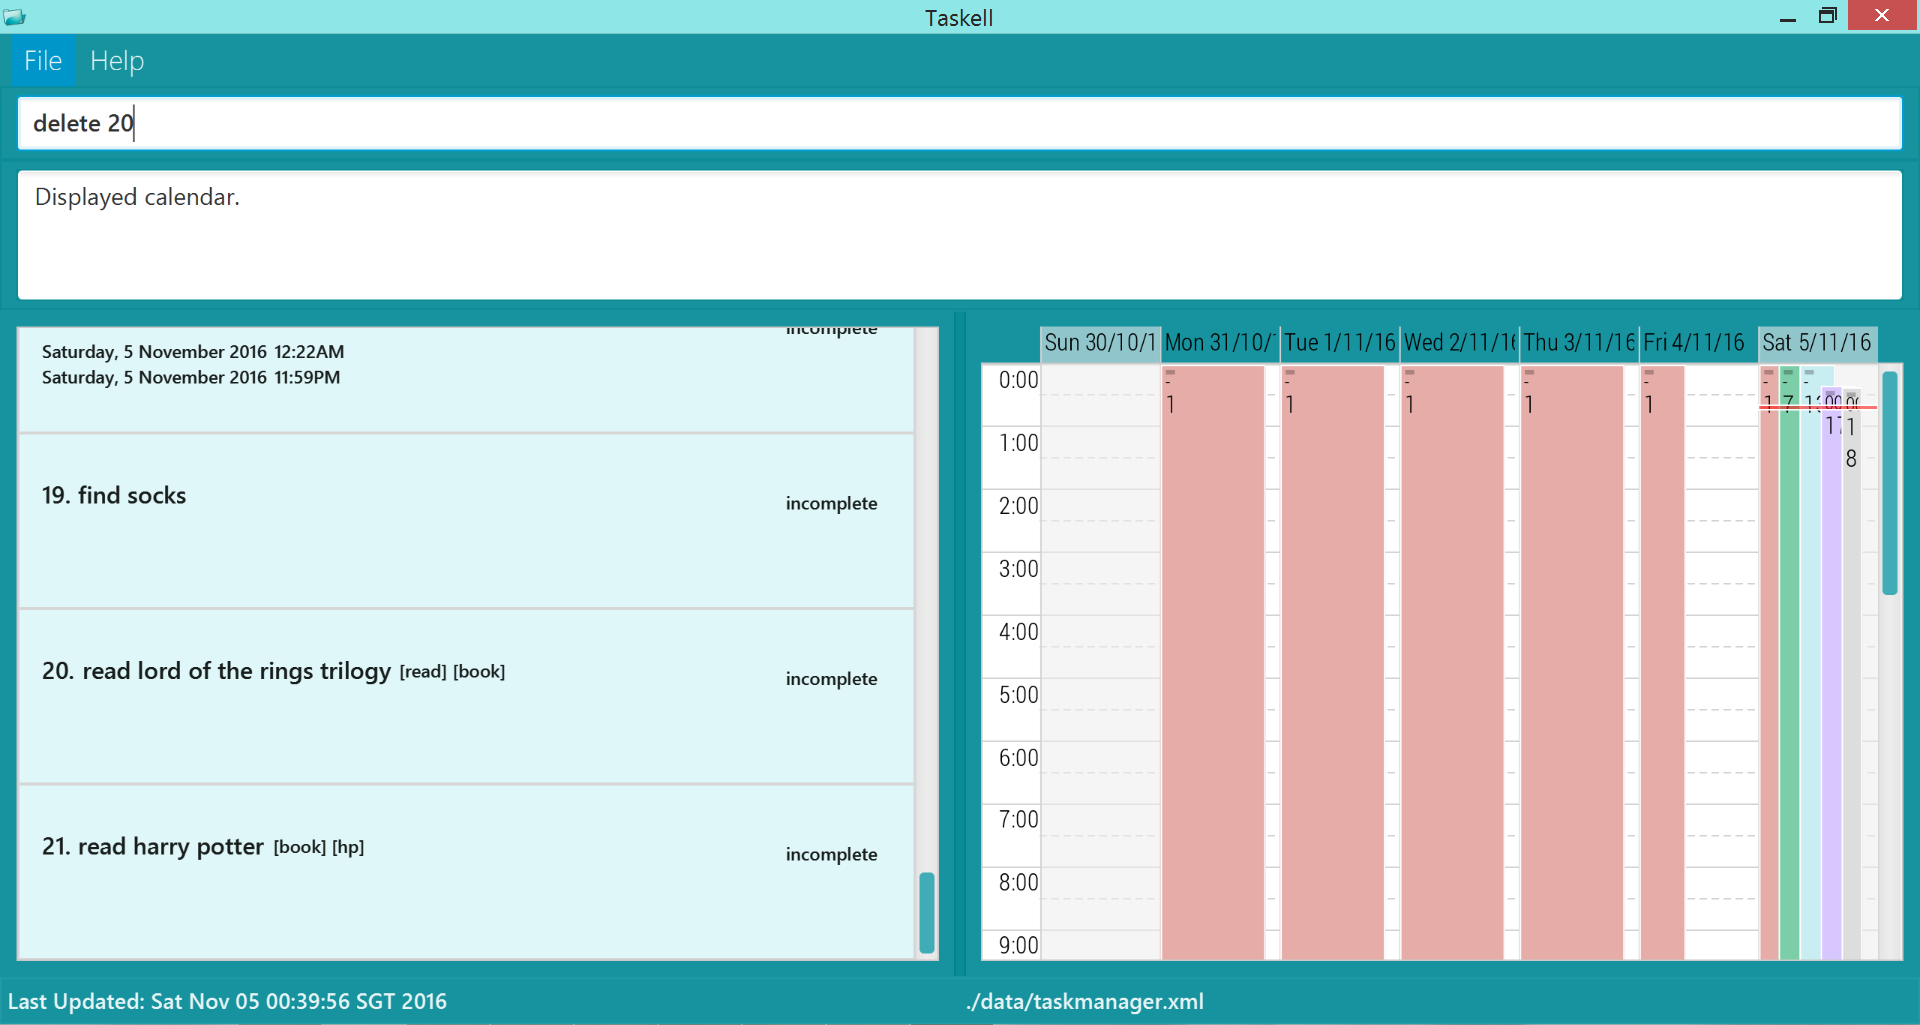 Taskell
File Help
delete 20
Displayed calendar.
incomplete
Saturday, 5 November 2016 12:22AM
Saturday, 5 November 2016 11:59PM
19. find socks
incomplete
20. read lord of the rings trilogy [read] [book]
incomplete
21. read harry potter [book] [hp]
incomplete
Sun 30/10/1 Mon 31/10/ Tue 1/11/16 Wed 2/11/16 Thu 3/11/16 Fri 4/11/16 Sat 5/11/16
0:00
- - - - - - - -
1 1 1 1 1 1 7
17 1
8
1:00
2:00
3:00
4:00
5:00
6:00
7:00
8:00
9:00
Last Updated: Sat Nov 05 00:39:56 SGT 2016
./data/taskmanager.xml